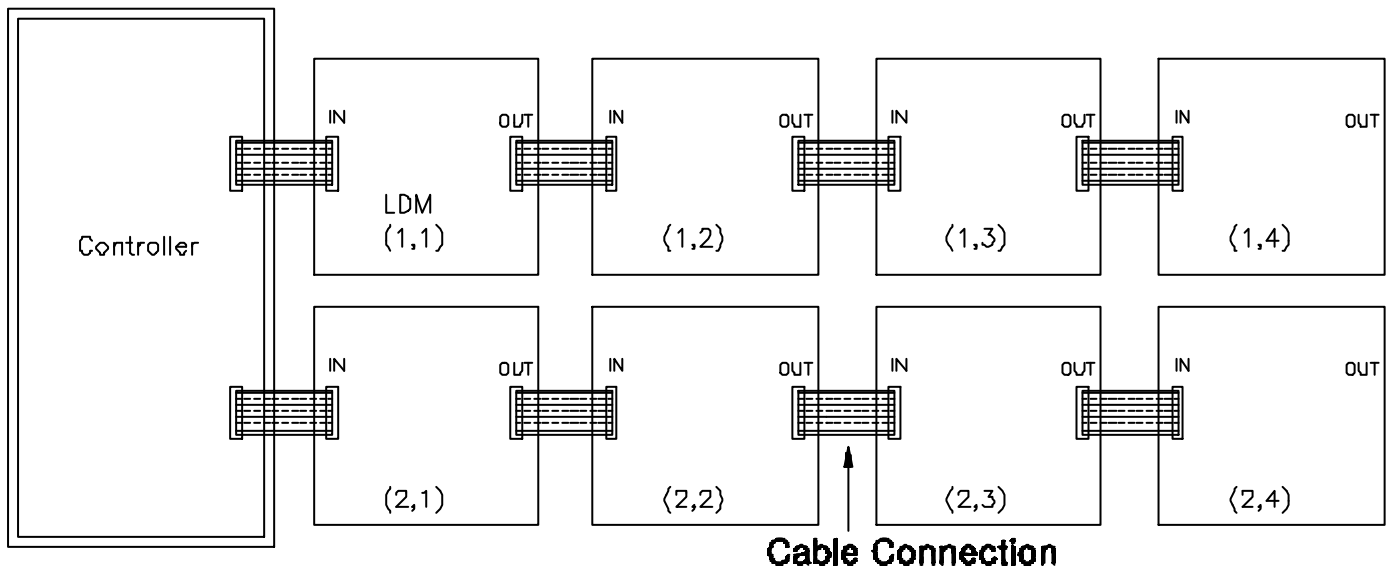 IN OUT IN OUT IN OUT IN OUT
LDM
(1,1) (1,2) (1,3) (1,4)
Controller
IN OUT IN OUT IN OUT IN OUT
(2,1) (2,2) (2,3) (2,4)
Cable Connection